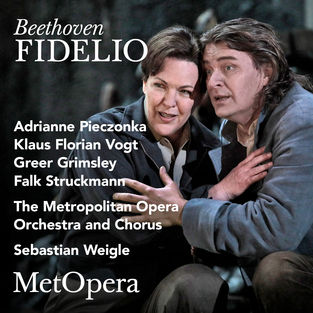 Beethoven
FIDELIO
Adrianne Pieczonka
Klaus Florian Vogt
Greer Grimsley
Falk Struckmann
The Metropolitan Opera
Orchestra and Chorus
Sebastian Weigle
MetOpera